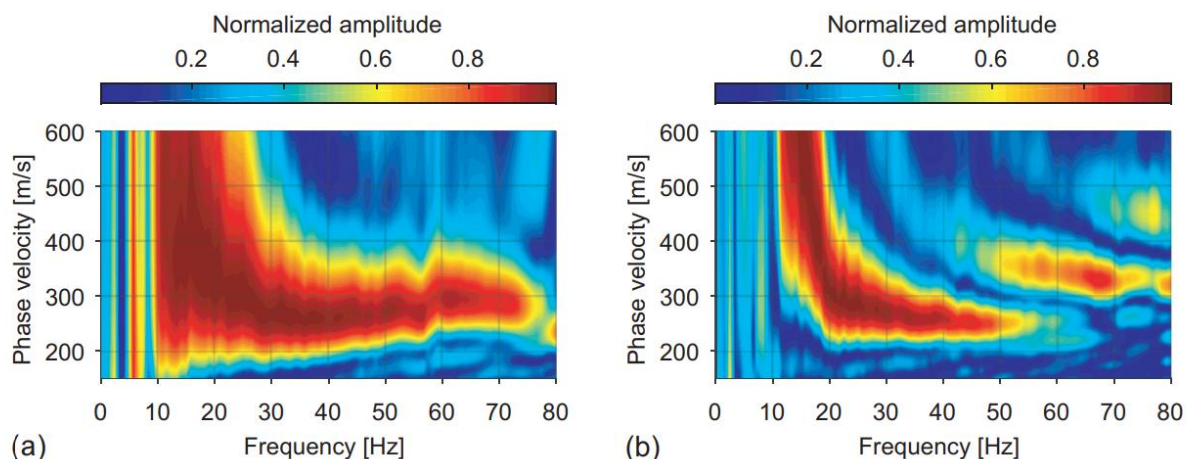 Normalized amplitude
0.2 0.4 0.6 0.8
600
500
400
300
200
Phase velocity [m/s]
0 10 20 30 40 50 60 70 80
(a) Frequency [Hz]
Normalized amplitude
0.2 0.4 0.6 0.8
600
500
400
300
200
Phase velocity [m/s]
0 10 20 30 40 50 60 70 80
(b) Frequency [Hz]